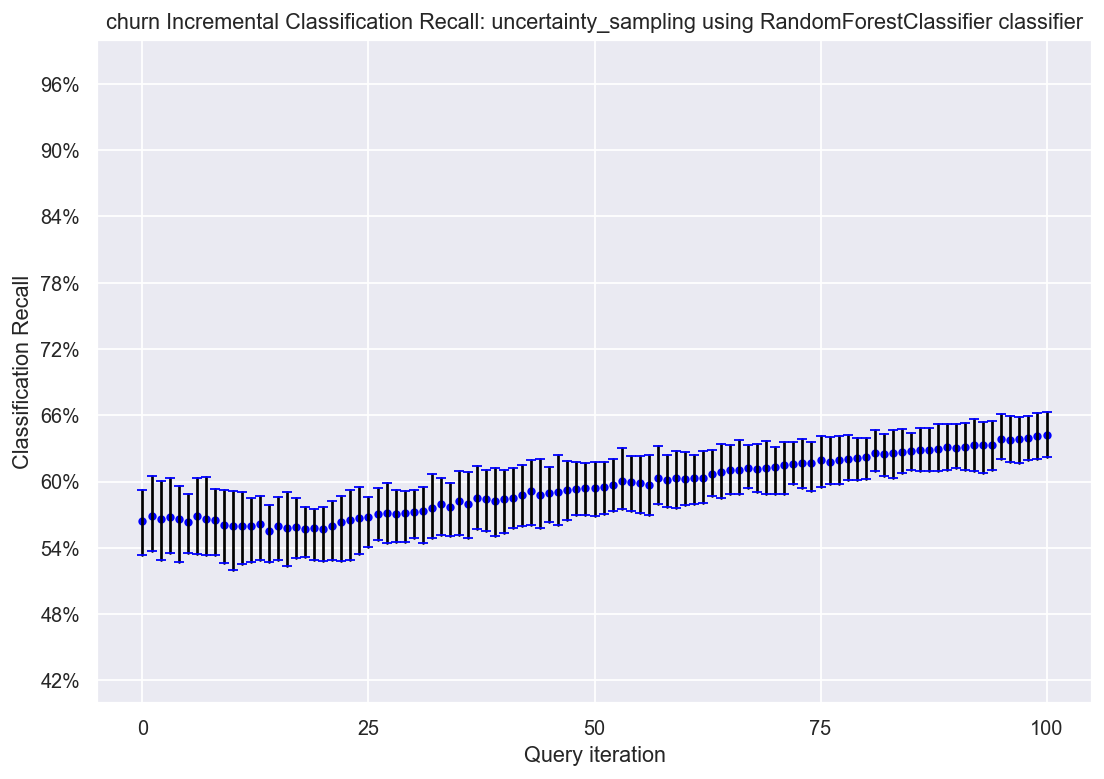 churn Incremental Classification Recall: uncertainty_sampling using RandomForestClassifier classifier
96%
90%
84%
78%
72%
66%
60%
54%
48%
42%
Classification Recall
0 25 50 75 100
Query iteration